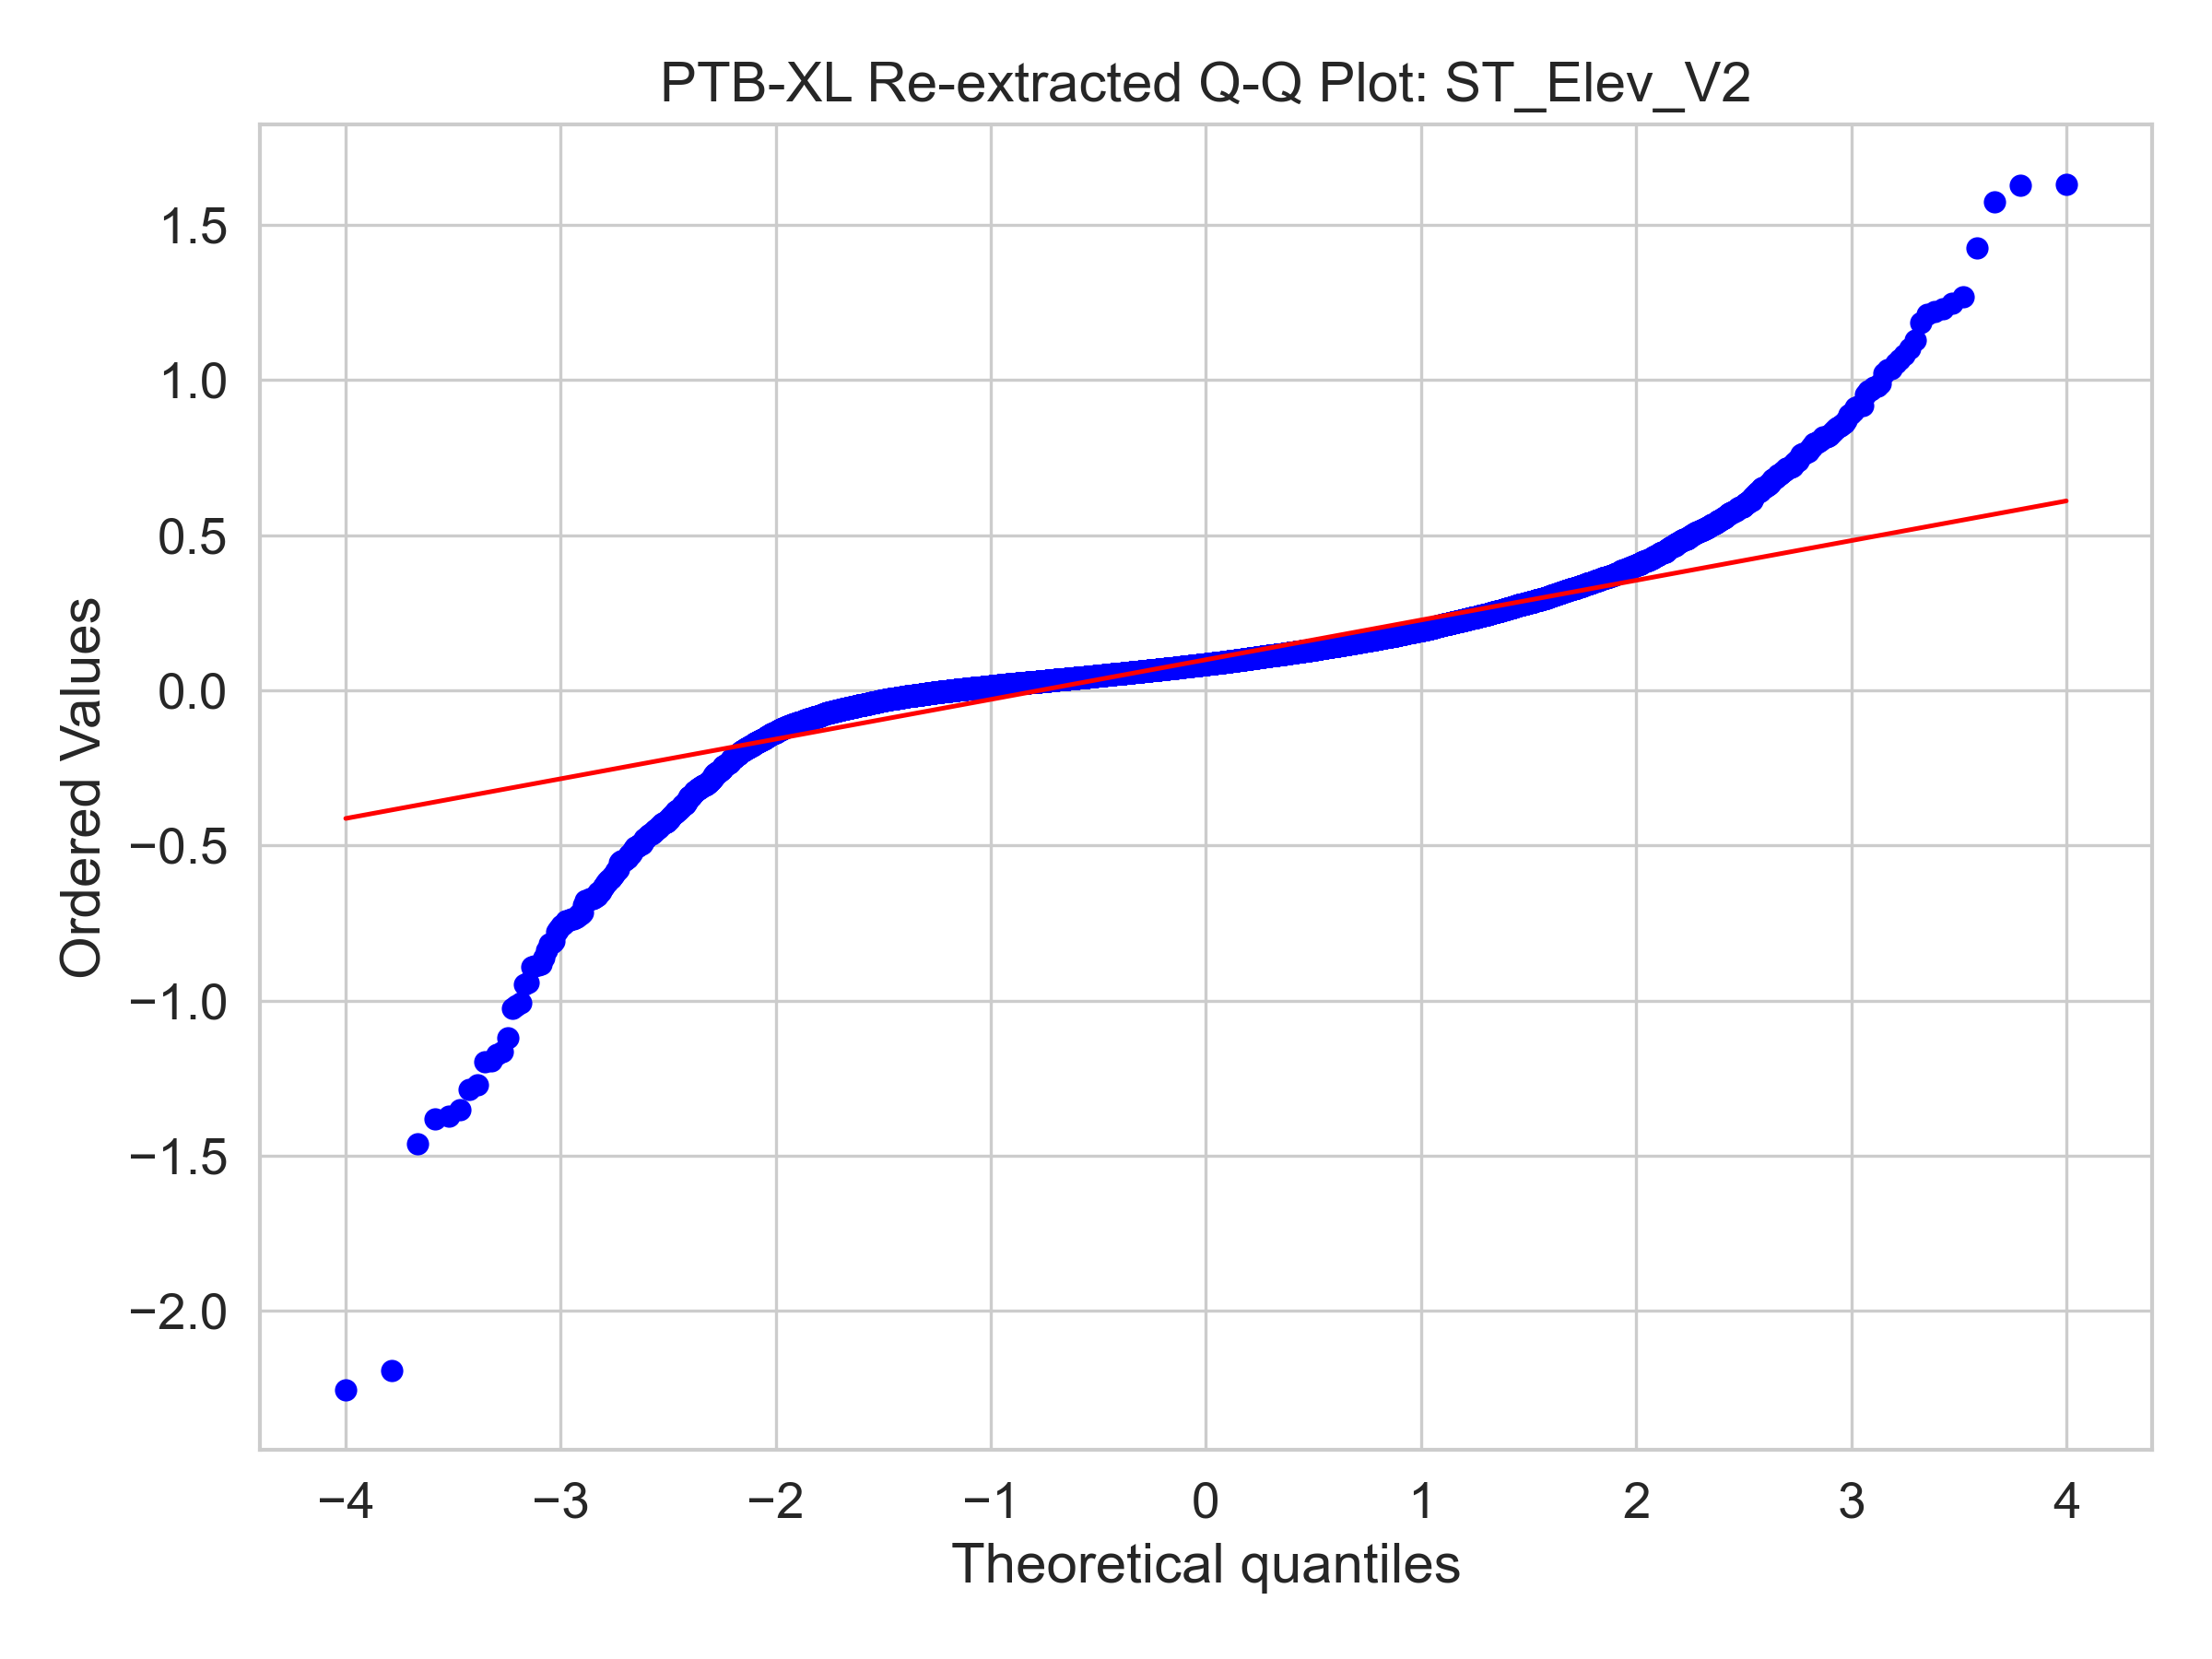 PTB-XL Re-extracted Q-Q Plot: ST_Elev_V2
Ordered Values
1.5
1.0
0.5
0.0
−0.5
−1.0
−1.5
−2.0
−4 −3 −2 −1 0 1 2 3 4
Theoretical quantiles